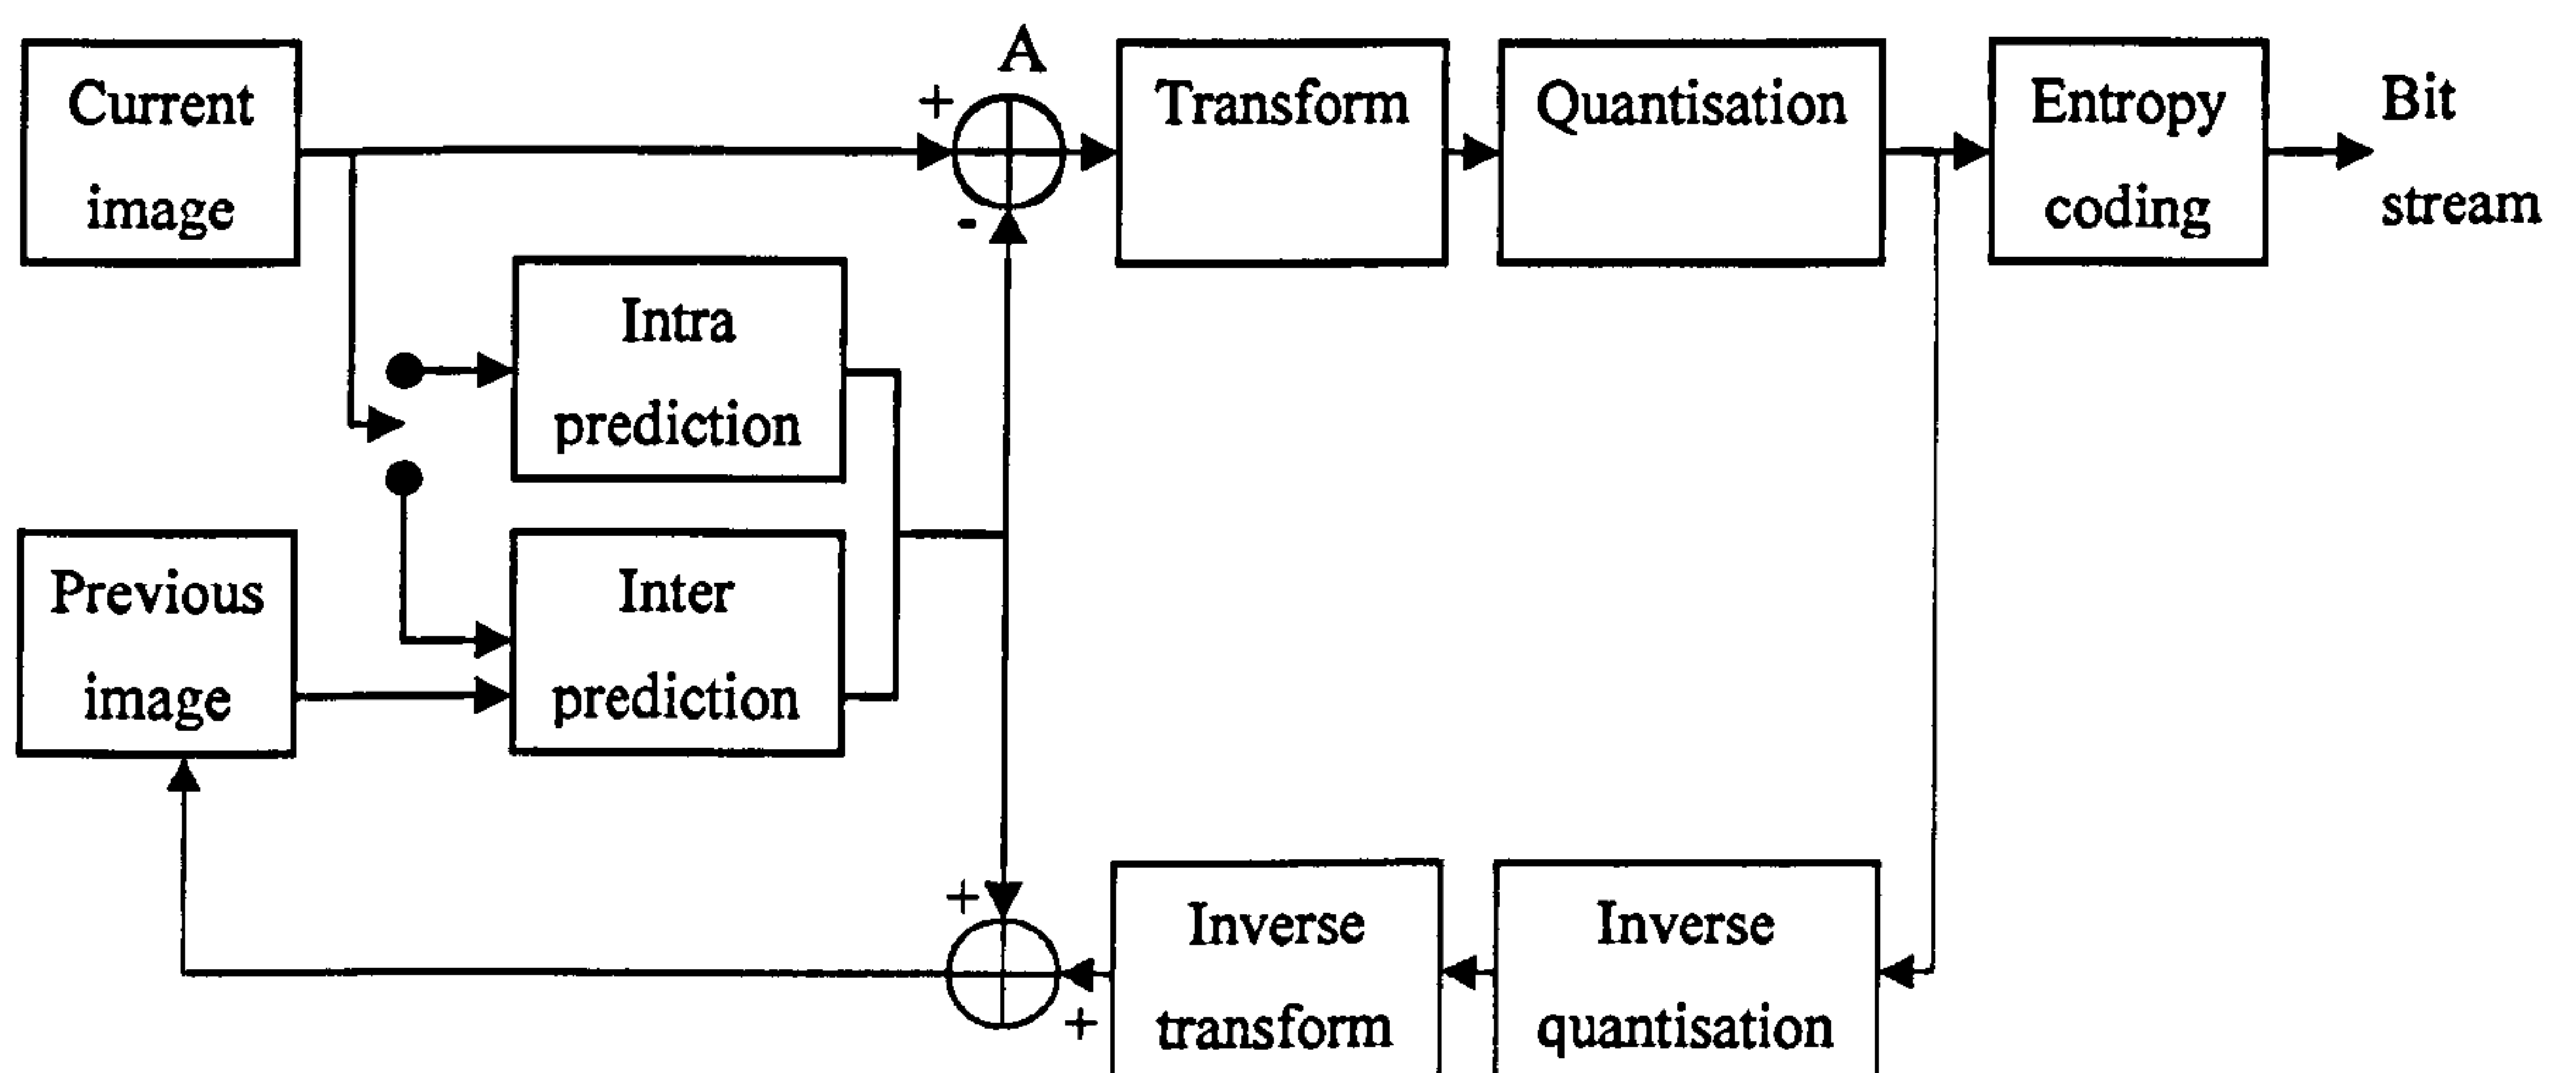 A
+
Current
image
Transform
Quantisation
Entropy
coding
Bit
stream
-
Intra
prediction
Previous
image
Inter
prediction
+
+
Inverse
transform
Inverse
quantisation